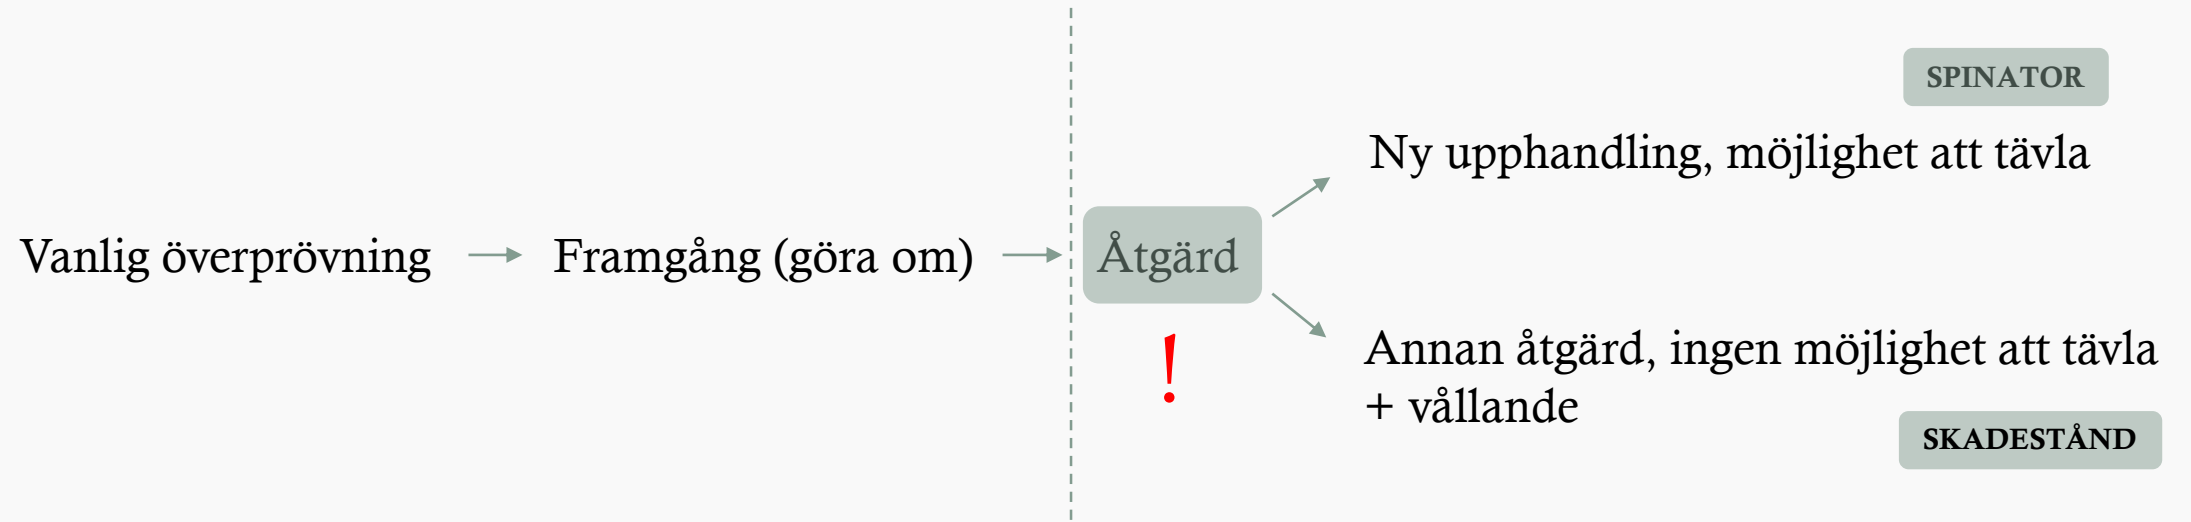 SPINATOR
Ny upphandling, möjlighet att tävla
Vanlig överprövning
Framgång (göra om)
Åtgärd
!
Annan åtgärd, ingen möjlighet att tävla
+ vållande
SKADESTÅND